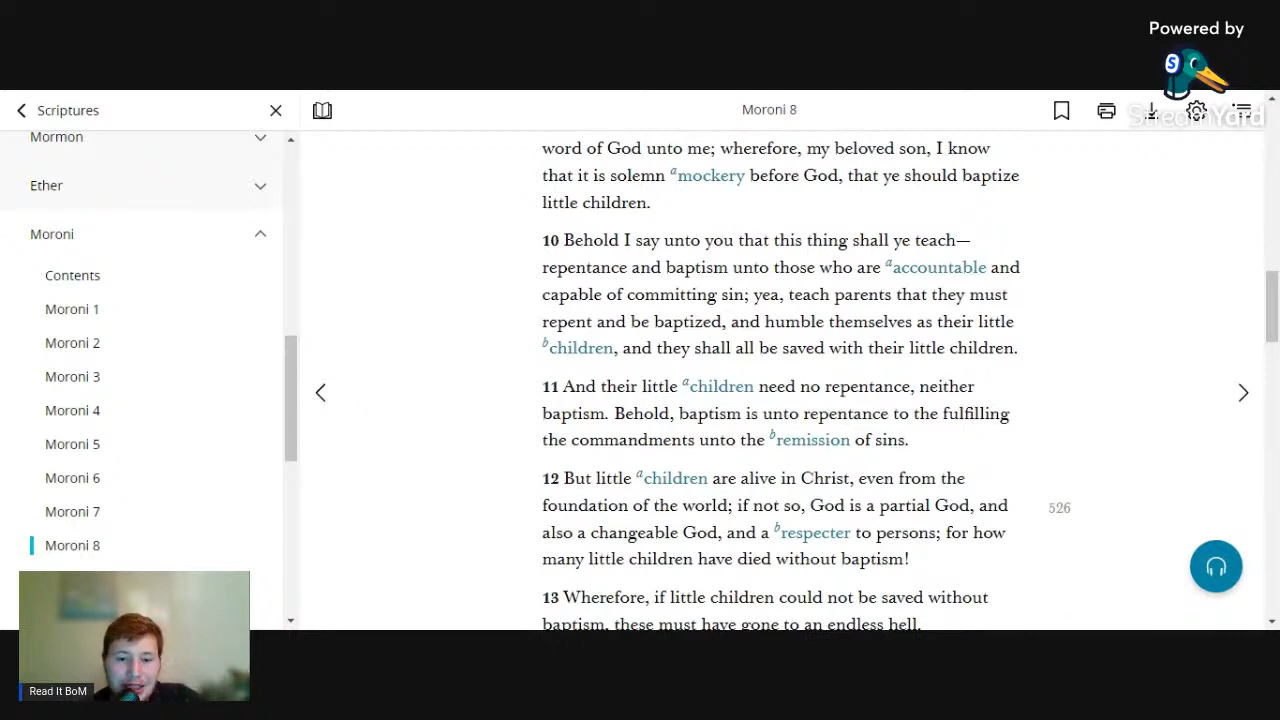 Powered by
StreamYard
S
Scriptures
Moroni 8
Mormon
Ether
Moroni
Contents
Moroni 1
Moroni 2
Moroni 3
Moroni 4
Moroni 5
Moroni 6
Moroni 7
Moroni 8
word of God unto me; wherefore, my beloved son, I know
that it is solemn a mockery before God, that ye should baptize
little children.
10 Behold I say unto you that this thing shall ye teach—
repentance and baptism unto those who are a accountable and
capable of committing sin; yea, teach parents that they must
repent and be baptized, and humble themselves as their little
b children, and they shall all be saved with their little children.
11 And their little a children need no repentance, neither
baptism. Behold, baptism is unto repentance to the fulfilling
the commandments unto the b remission of sins.
12 But little a children are alive in Christ, even from the
foundation of the world; if not so, God is a partial God, and
also a changeable God, and a b respecter to persons; for how
many little children have died without baptism!
526
13 Wherefore, if little children could not be saved without
baptism, these must have gone to an endless hell.
Read It BoM